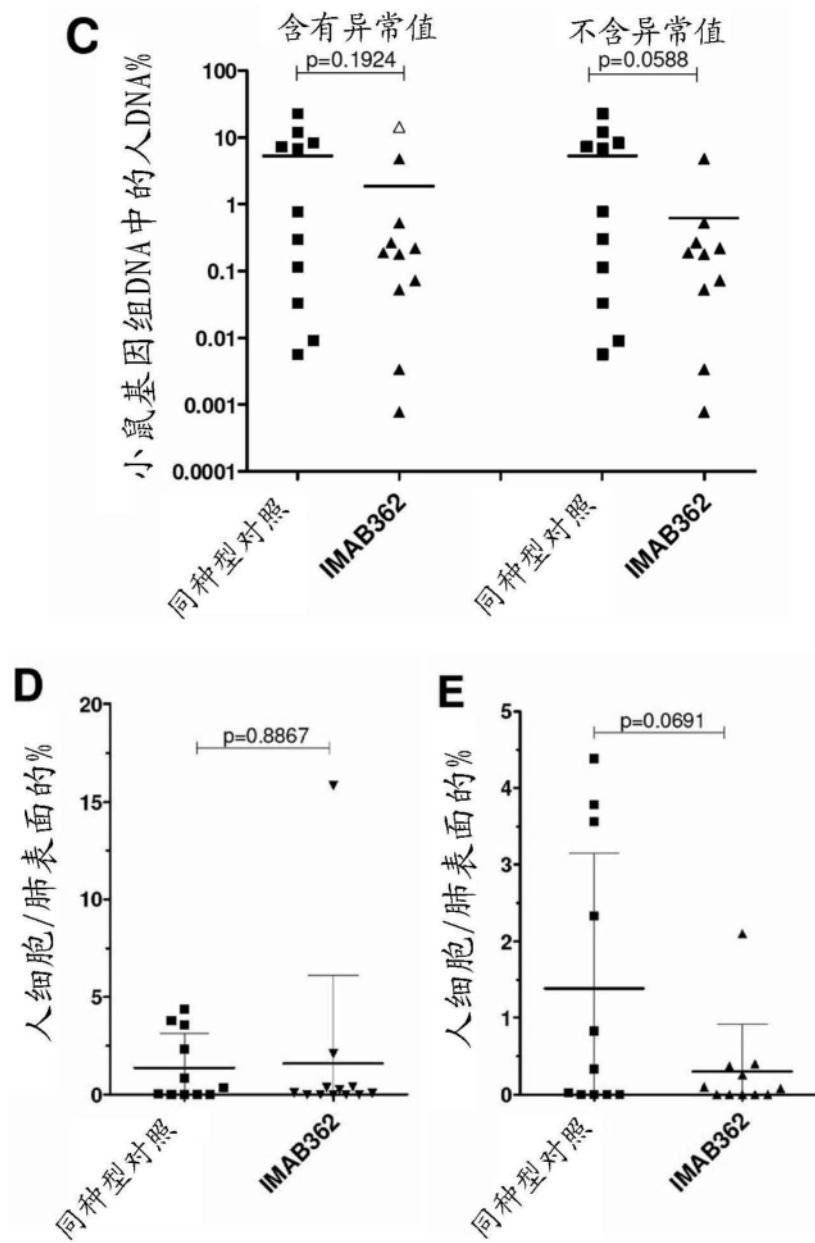 C
含有异常值
不含异常值
p=0.1924
p=0.0588
小鼠基因组DNA中的人DNA%
100
10
1
0.1
0.01
0.001
0.0001
同种型对照
IMAB362
同种型对照
IMAB362
D
人细胞/肺表面的%
20
15
10
5
0
p=0.8867
同种型对照
IMAB362
E
人细胞/肺表面的%
5
4
3
2
1
0
p=0.0691
同种型对照
IMAB362